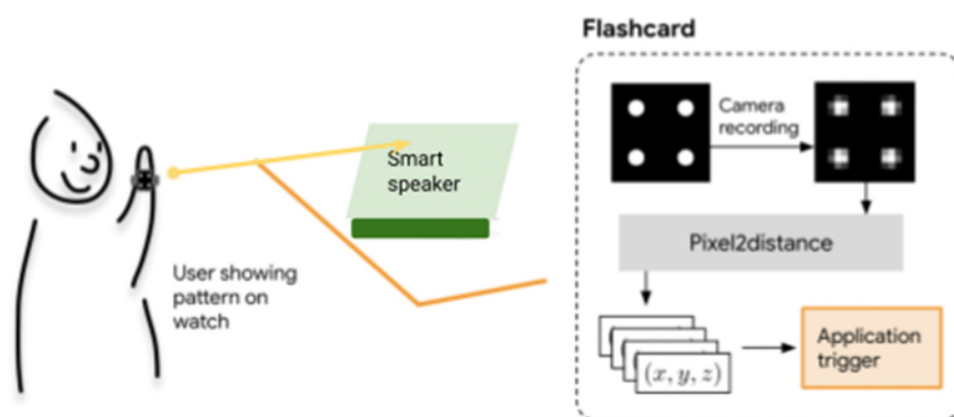 Flashcard
Camera
recording
Smart
speaker
Pixel2distance
User showing
pattern on
watch
(x, y, z)
Application
trigger